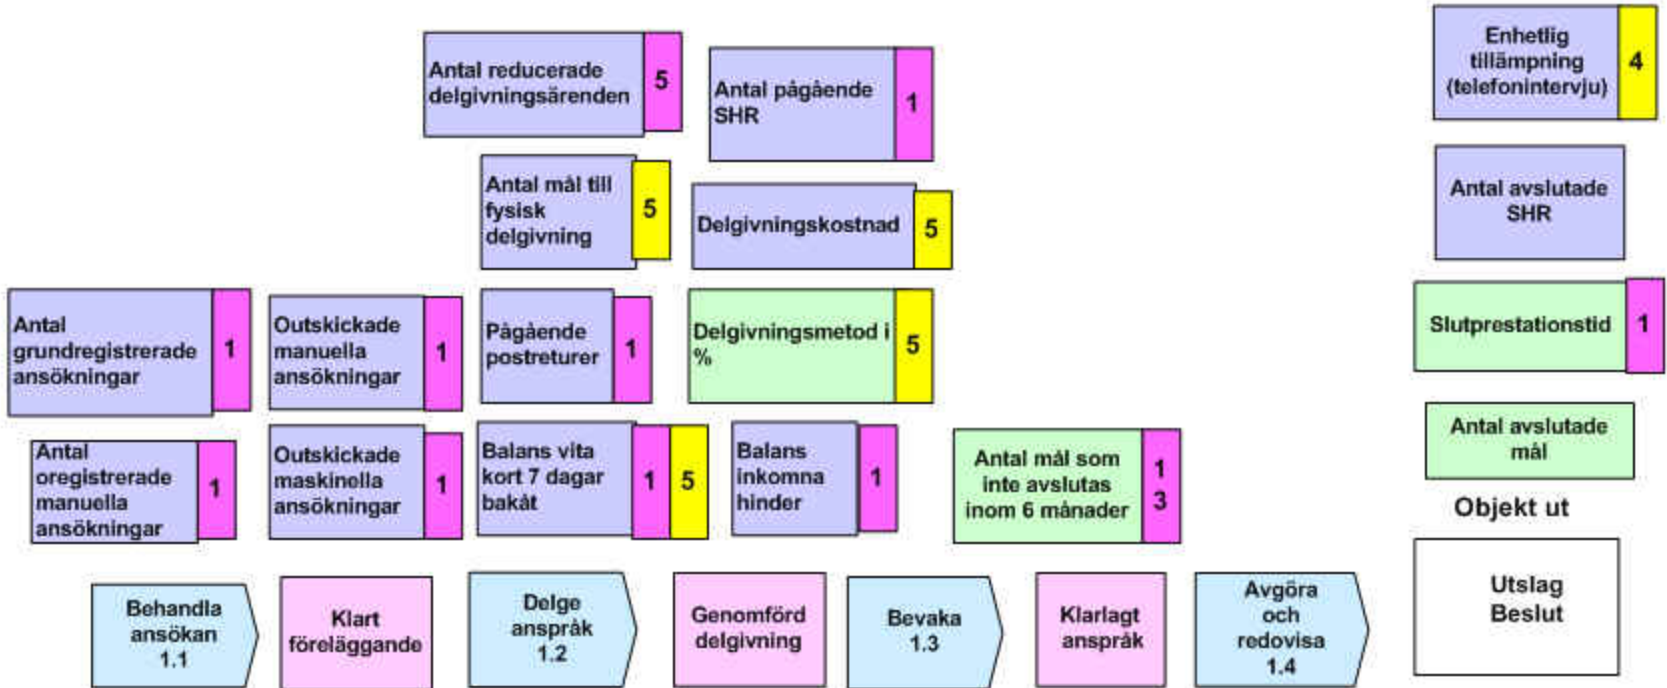 Antal reducerade
delgivningsärenden
5
Antal pågående
SHR
1
Enhetlig
tillämpning
(telefonintervju)
4
Antal mål till
fysisk
delgivning
5
Delgivningskostnad
5
Antal avslutade
SHR
Antal
grundregistrerade
ansökningar
1
Outskickade
manuella
ansökningar
1
Pågående
postreturer
1
Delgivningsmetod i
%
5
Slutprestationstid
1
Antal
oregistrerade
manuella
ansökningar
1
Outskickade
maskinella
ansökningar
1
Balans vita
kort 7 dagar
bakåt
1
5
Balans
inkomna
hinder
1
Antal mål som
inte avslutas
inom 6 månader
1
3
Antal avslutade
mål
Objekt ut
Behandla
ansökan
1.1
Klart
föreläggande
Delge
anspråk
1.2
Genomförd
delgivning
Bevaka
1.3
Klarlagt
anspråk
Avgöra
och
redovisa
1.4
Utslag
Beslut